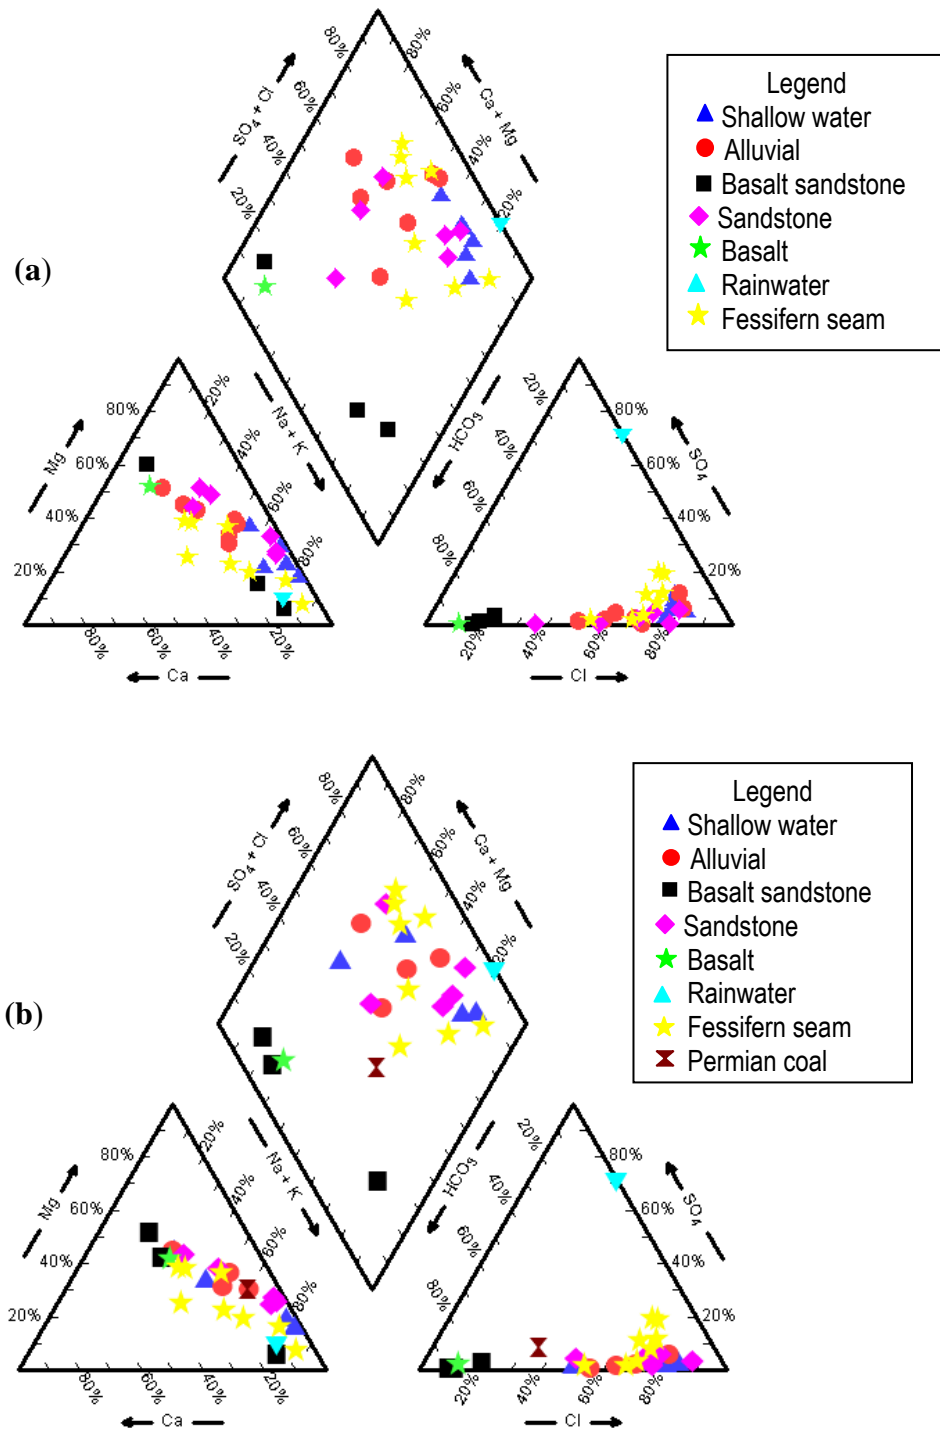 (a)
Legend
Shallow water
Alluvial
Basalt sandstone
Sandstone
Basalt
Rainwater
Fessifern seam
SO4 + Cl
Ca + Mg
80%
60%
40%
20%
80%
60%
40%
20%
Mg
Na + K
HCO3
SO4
80%
60%
40%
20%
20%
40%
60%
80%
20%
40%
60%
80%
80%
60%
40%
20%
80%
60%
40%
20%
Ca
20%
40%
60%
80%
Cl
(b)
Legend
Shallow water
Alluvial
Basalt sandstone
Sandstone
Basalt
Rainwater
Fessifern seam
Permian coal
SO4 + Cl
Ca + Mg
80%
60%
40%
20%
80%
60%
40%
20%
Mg
Na + K
HCO3
SO4
80%
60%
40%
20%
20%
40%
60%
80%
20%
40%
60%
80%
60%
40%
20%
80%
60%
40%
20%
Ca
20%
40%
60%
80%
Cl